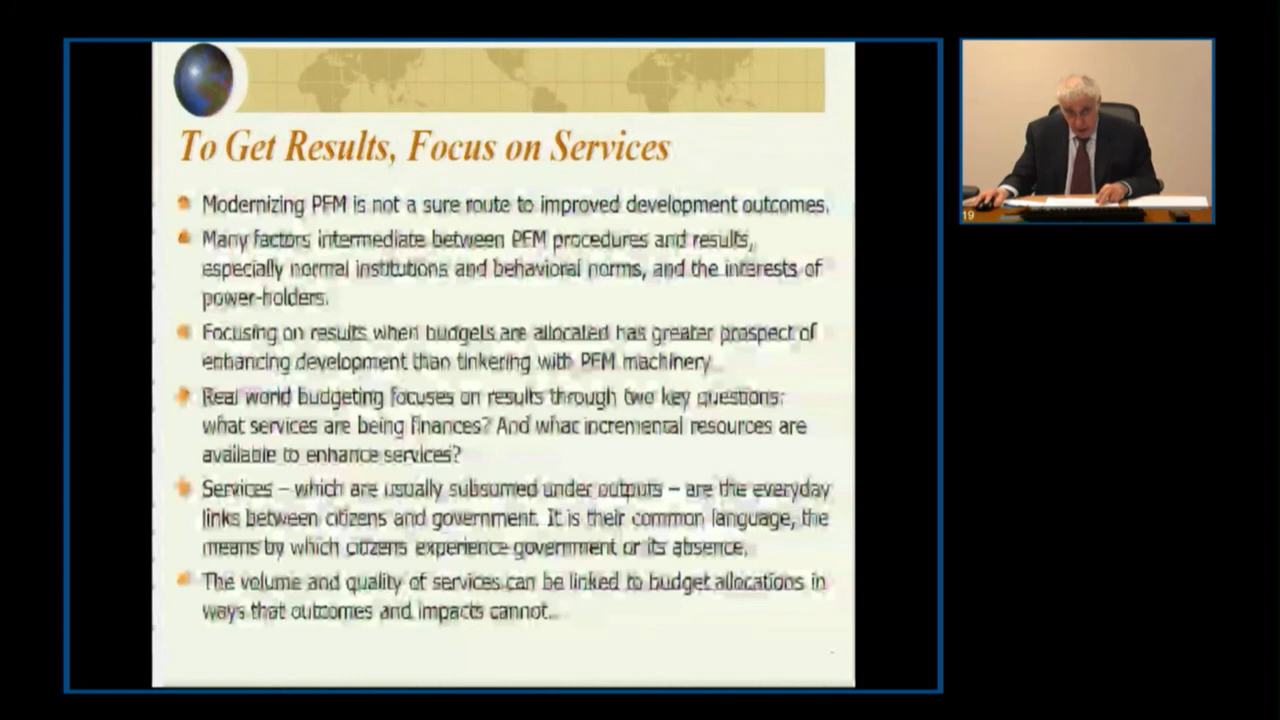 To Get Results, Focus on Services
Modernizing PFM is not a sure route to improved development outcomes.
Many factors intermediate between PFM procedures and results,
especially normal institutions and behavioral norms, and the interests of
power-holders.
Focusing on results when budgets are allocated has greater prospect of
enhancing development than tinkering with PFM machinery.
Real world budgeting focuses on results through two key questions:
what services are being finances? And what incremental resources are
available to enhance services?
Services – which are usually subsumed under outputs – are the everyday
links between citizens and government. It is their common language, the
means by which citizens experience government or its absence.
The volume and quality of services can be linked to budget allocations in
ways that outcomes and impacts cannot.
19